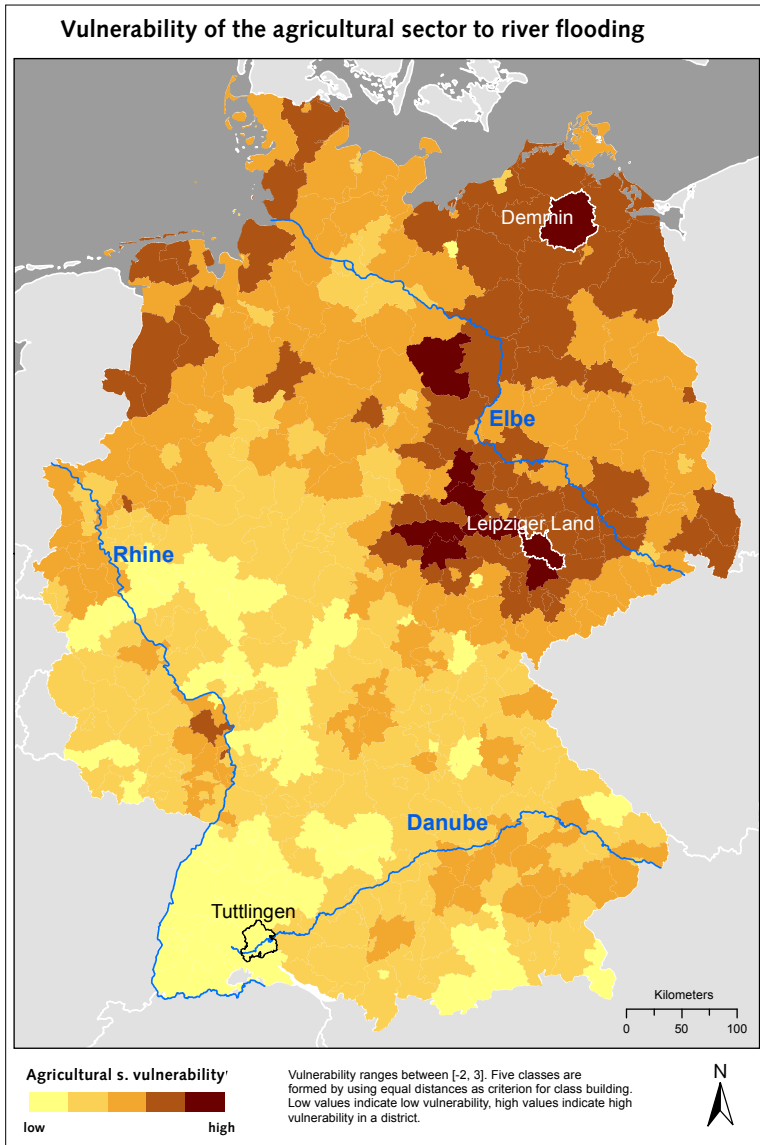 Vulnerability of the agricultural sector to river flooding
Demmin
Elbe
Leipziger Land
Rhine
Danube
Tuttlingen
Kilometers
0 50 100
Agricultural s. vulnerability'
low high
Vulnerability ranges between [-2, 3]. Five classes are
formed by using equal distances as criterion for class building.
Low values indicate low vulnerability, high values indicate high
vulnerability in a district.
N